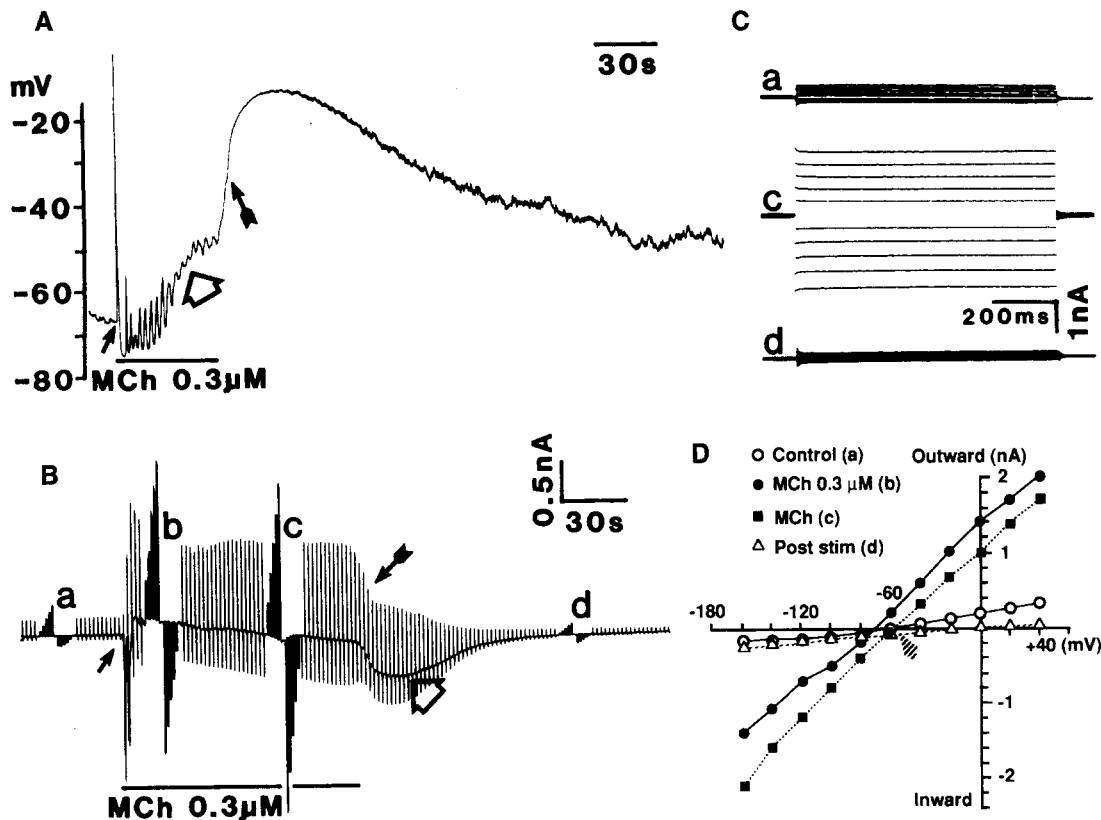 A
mV
-20
-40
-60
-80
30s
MCh 0.3µM
B
a
b
c
d
0.5nA
30s
MCh 0.3µM
C
a
c
200ms
1nA
d
D
Control (a)
MCh 0.3 µM (b)
MCh (c)
Post stim (d)
Outward (nA)
2
1
-60
-180
-120
+40 (mV)
-1
-2
Inward